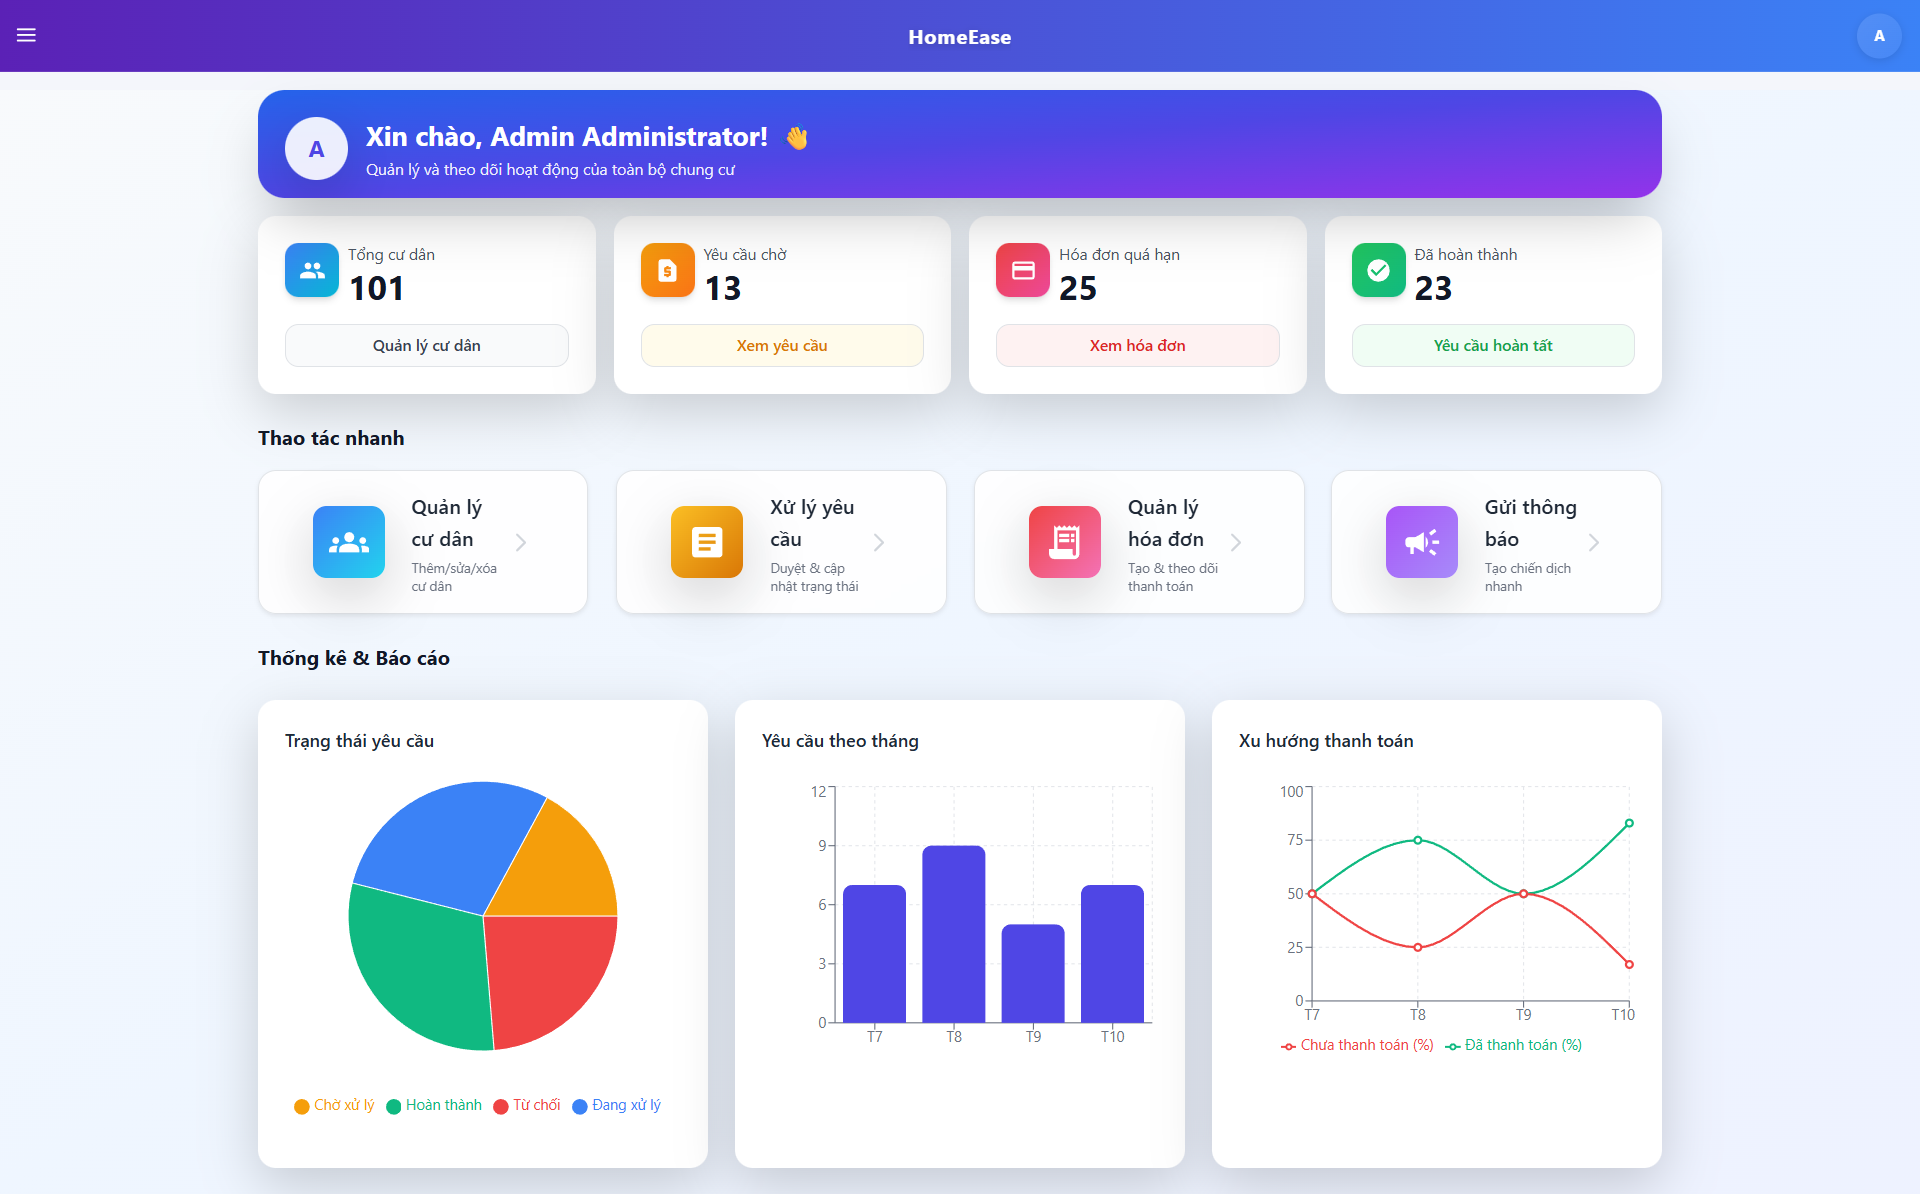 HomeEase
A
A
Xin chào, Admin Administrator! 👋
Quản lý và theo dõi hoạt động của toàn bộ chung cư
Tổng cư dân
101
Quản lý cư dân
Yêu cầu chờ
13
Xem yêu cầu
Hóa đơn quá hạn
25
Xem hóa đơn
Đã hoàn thành
23
Yêu cầu hoàn tất
Thao tác nhanh
Quản lý
cư dân
Thêm/sửa/xóa
cư dân
Xử lý yêu
cầu
Duyệt & cập
nhật trạng thái
Quản lý
hóa đơn
Tạo & theo dõi
thanh toán
Gửi thông
báo
Tạo chiến dịch
nhanh
Thống kê & Báo cáo
Trạng thái yêu cầu
Chờ xử lý Hoàn thành Từ chối Đang xử lý
Yêu cầu theo tháng
12
9
6
3
0
T7 T8 T9 T10
Xu hướng thanh toán
100
75
50
25
0
T7 T8 T9 T10
Chưa thanh toán (%) Đã thanh toán (%)